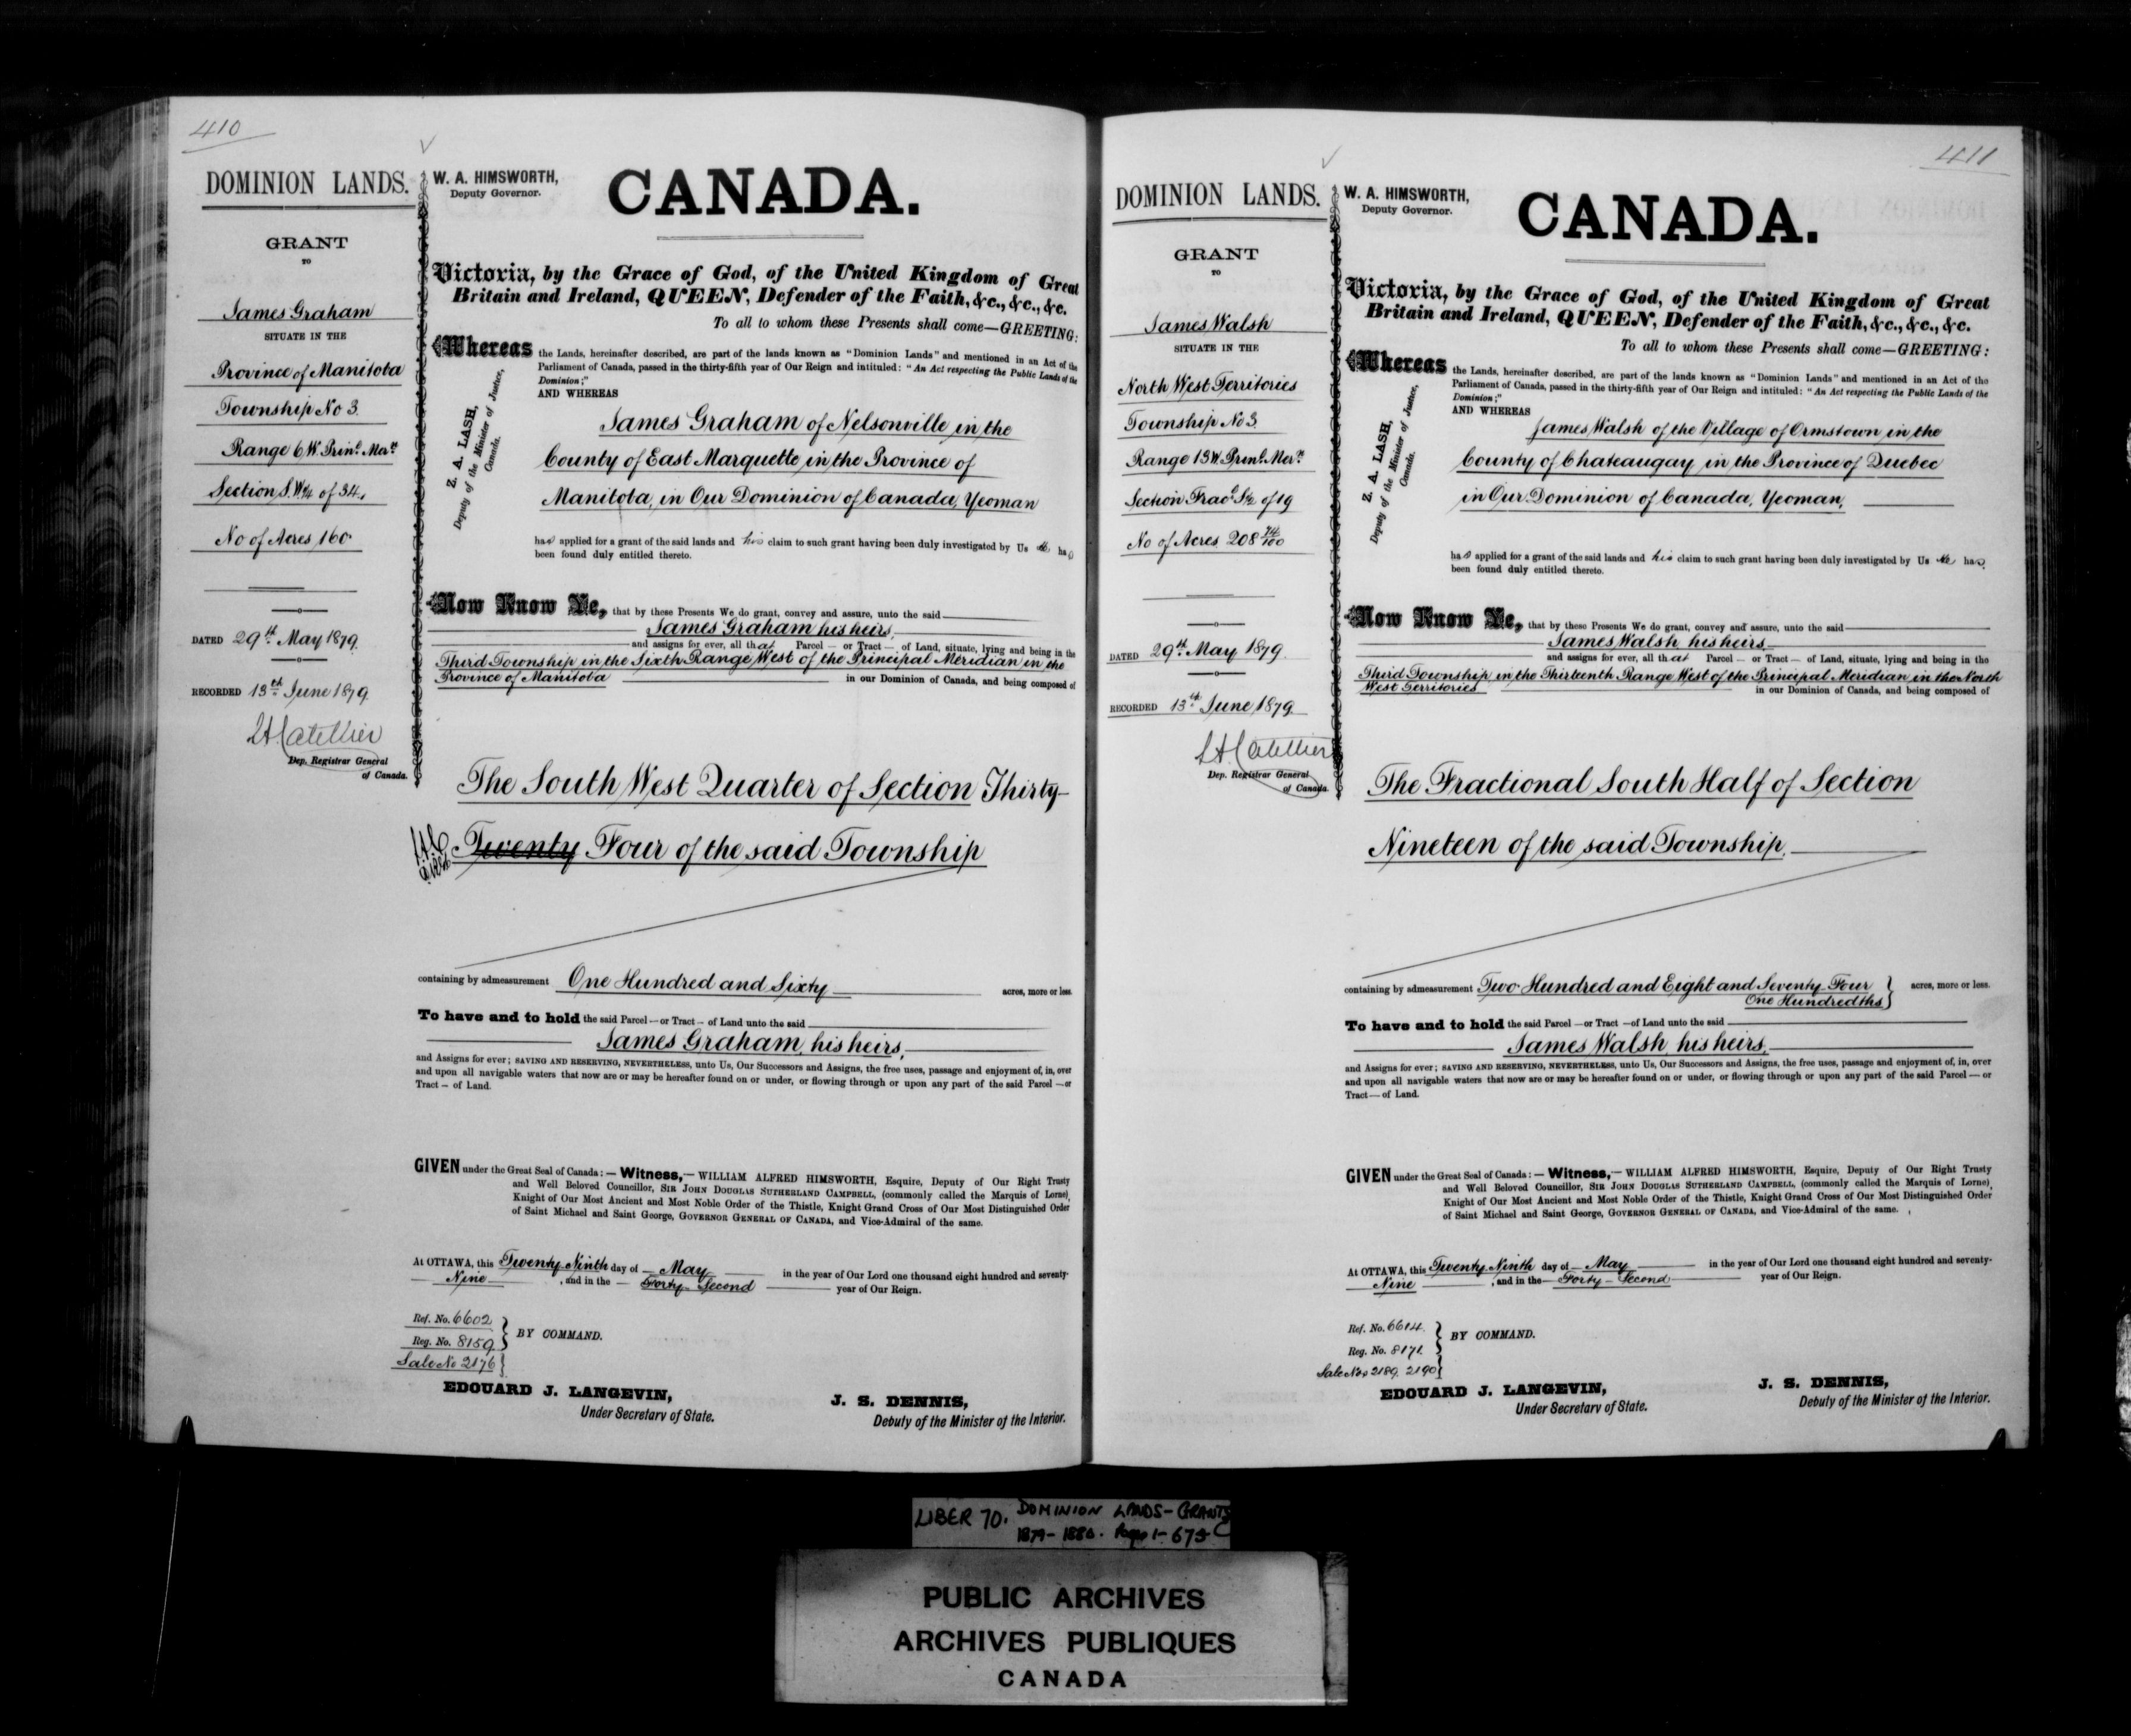 410
DOMINION LANDS.
GRANT
TO
James Graham
SITUATE IN THE
Province of Manitoba
Township No 3.
Range 6 W. Prin.l Mer.n
Section S.W¼ of 34,
No of Acres 160
DATED 29th May 1879.
RECORDED 13th June 1879
LACatellier
Dep. Registrar General
of Canada.
W. A. HIMSWORTH,
Deputy Governor.
CANADA.
Victoria, by the Grace of God, of the United Kingdom of Great
Britain and Ireland, QUEEN, Defender of the Faith, &c., &c., &c.
To all to whom these Presents shall come—GREETING:
Z. A. LASH,
Deputy of the Minister of Justice,
Canada.
Whereas the Lands, hereinafter described, are part of the lands known as "Dominion Lands" and mentioned in an Act of the
Parliament of Canada, passed in the thirty-fifth year of Our Reign and intituled: "An Act respecting the Public Lands of the
Dominion;"
AND WHEREAS
James Graham of Nelsonville in the
County of East Marquette in the Province of
Manitoba, in Our Dominion of Canada, Yeoman
has applied for a grant of the said lands and his claim to such grant having been duly investigated by Us he has
been found duly entitled thereto.
Now Know Ye, that by these Presents We do grant, convey and assure, unto the said
James Graham his heirs,
and assigns for ever, all that Parcel — or Tract — of Land, situate, lying and being in the
Third Township in the Sixth Range West of the Principal Meridian in the
Province of Manitoba in our Dominion of Canada, and being composed of
The South West Quarter of Section Thirty-
Twenty Four of the said Township
containing by admeasurement One Hundred and Sixty acres, more or less.
To have and to hold the said Parcel — or Tract — of Land unto the said
James Graham, his heirs,
and Assigns for ever; SAVING AND RESERVING, NEVERTHELESS, unto Us, Our Successors and Assigns, the free uses, passage and enjoyment of, in, over
and upon all navigable waters that now are or may be hereafter found on or under, or flowing through or upon any part of the said Parcel — or
Tract — of Land.
GIVEN under the Great Seal of Canada: — Witness, — WILLIAM ALFRED HIMSWORTH, Esquire, Deputy of Our Right Trusty
and Well Beloved Councillor, SIR JOHN DOUGLAS SUTHERLAND CAMPBELL, (commonly called the Marquis of Lorne),
Knight of Our Most Ancient and Most Noble Order of the Thistle, Knight Grand Cross of Our Most Distinguished Order
of Saint Michael and Saint George, GOVERNOR GENERAL OF CANADA, and Vice-Admiral of the same.
At OTTAWA, this Twenty Ninth day of — May in the year of Our Lord one thousand eight hundred and seventy-
Nine , and in the — Forty-Second year of Our Reign.
Ref. No. 6602
Reg. No. 8159
Sale No 2176
BY COMMAND.
EDOUARD J. LANGEVIN,
Under Secretary of State.
J. S. DENNIS,
Deputy of the Minister of the Interior.
411
DOMINION LANDS.
GRANT
TO
James Walsh
SITUATE IN THE
North West Territories
Township No 3.
Range 13 W. Prin.l Mer.n
Section Frac.l S½ of 19
No of Acres 208 74/100
DATED 29th May 1879
RECORDED 13th June 1879
LACatellier
Dep. Registrar General
of Canada.
W. A. HIMSWORTH,
Deputy Governor.
CANADA.
Victoria, by the Grace of God, of the United Kingdom of Great
Britain and Ireland, QUEEN, Defender of the Faith, &c., &c., &c.
To all to whom these Presents shall come—GREETING:
Z. A. LASH,
Deputy of the Minister of Justice,
Canada.
Whereas the Lands, hereinafter described, are part of the lands known as "Dominion Lands" and mentioned in an Act of the
Parliament of Canada, passed in the thirty-fifth year of Our Reign and intituled: "An Act respecting the Public Lands of the
Dominion;"
AND WHEREAS
James Walsh of the Village of Ormstown in the
County of Chateaugay in the Province of Quebec
in Our Dominion of Canada, Yeoman,
has applied for a grant of the said lands and his claim to such grant having been duly investigated by Us he has
been found duly entitled thereto.
Now Know Ye, that by these Presents We do grant, convey and assure, unto the said
James Walsh his heirs,
and assigns for ever, all that Parcel — or Tract — of Land, situate, lying and being in the
Third Township in the Thirteenth Range West of the Principal Meridian in the North
West Territories in our Dominion of Canada, and being composed of
The Fractional South Half of Section
Nineteen of the said Township.
containing by admeasurement Two Hundred and Eight and Seventy-Four acres, more or less.
One Hundredths
To have and to hold the said Parcel — or Tract — of Land unto the said
James Walsh, his heirs,
and Assigns for ever; SAVING AND RESERVING, NEVERTHELESS, unto Us, Our Successors and Assigns, the free uses, passage and enjoyment of, in, over
and upon all navigable waters that now are or may be hereafter found on or under, or flowing through or upon any part of the said Parcel — or
Tract — of Land.
GIVEN under the Great Seal of Canada: — Witness, — WILLIAM ALFRED HIMSWORTH, Esquire, Deputy of Our Right Trusty
and Well Beloved Councillor, SIR JOHN DOUGLAS SUTHERLAND CAMPBELL, (commonly called the Marquis of Lorne),
Knight of Our Most Ancient and Most Noble Order of the Thistle, Knight Grand Cross of Our Most Distinguished Order
of Saint Michael and Saint George, GOVERNOR GENERAL OF CANADA, and Vice-Admiral of the same.
At OTTAWA, this Twenty Ninth day of — May in the year of Our Lord one thousand eight hundred and seventy-
Nine , and in the — Forty-Second year of Our Reign.
Ref. No. 6614
Reg. No. 8171.
Sale Nos 2189, 2190
BY COMMAND.
EDOUARD J. LANGEVIN,
Under Secretary of State.
J. S. DENNIS,
Deputy of the Minister of the Interior.
LIBER 70. DOMINION LANDS-GRANTS
1879-1880. Pages 1-675
PUBLIC ARCHIVES
ARCHIVES PUBLIQUES
CANADA